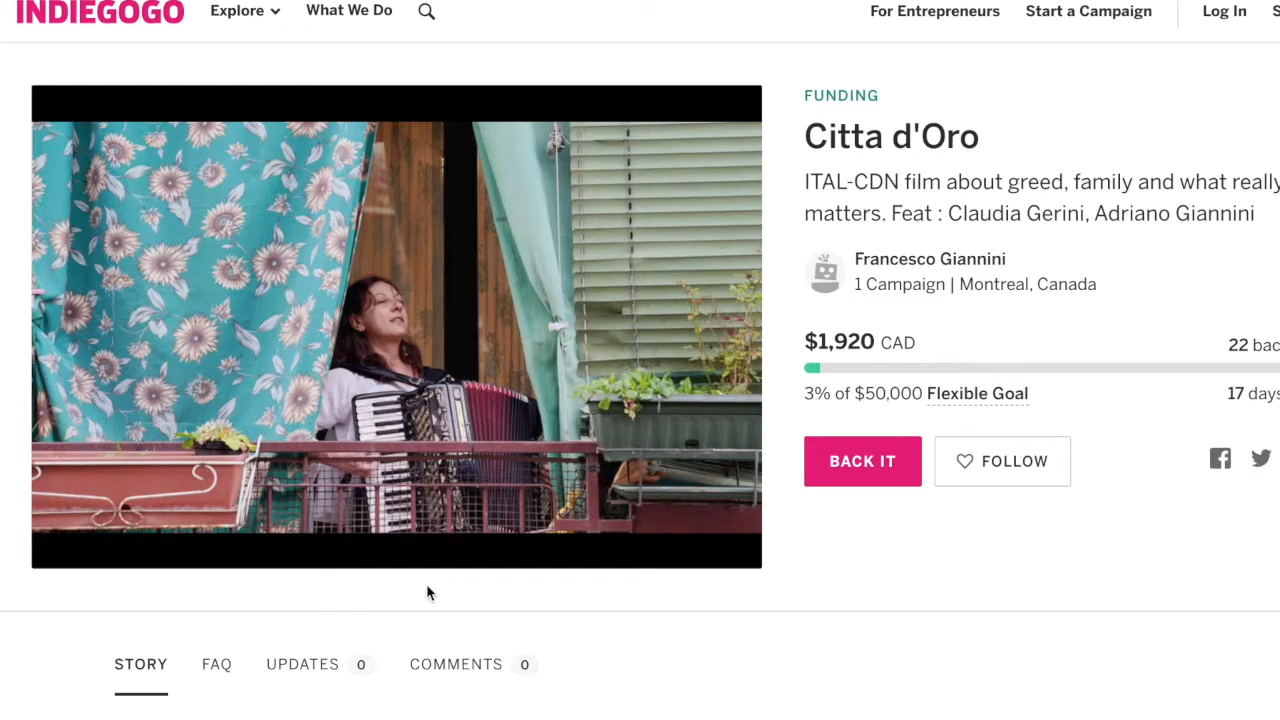 INDIEGOGO Explore What We Do For Entrepreneurs Start a Campaign Log In
FUNDING
Citta d'Oro
ITAL-CDN film about greed, family and what really
matters. Feat : Claudia Gerini, Adriano Giannini
Francesco Giannini
1 Campaign | Montreal, Canada
$1,920 CAD 22
3% of $50,000 Flexible Goal 17 days
BACK IT FOLLOW
STORY FAQ UPDATES 0 COMMENTS 0